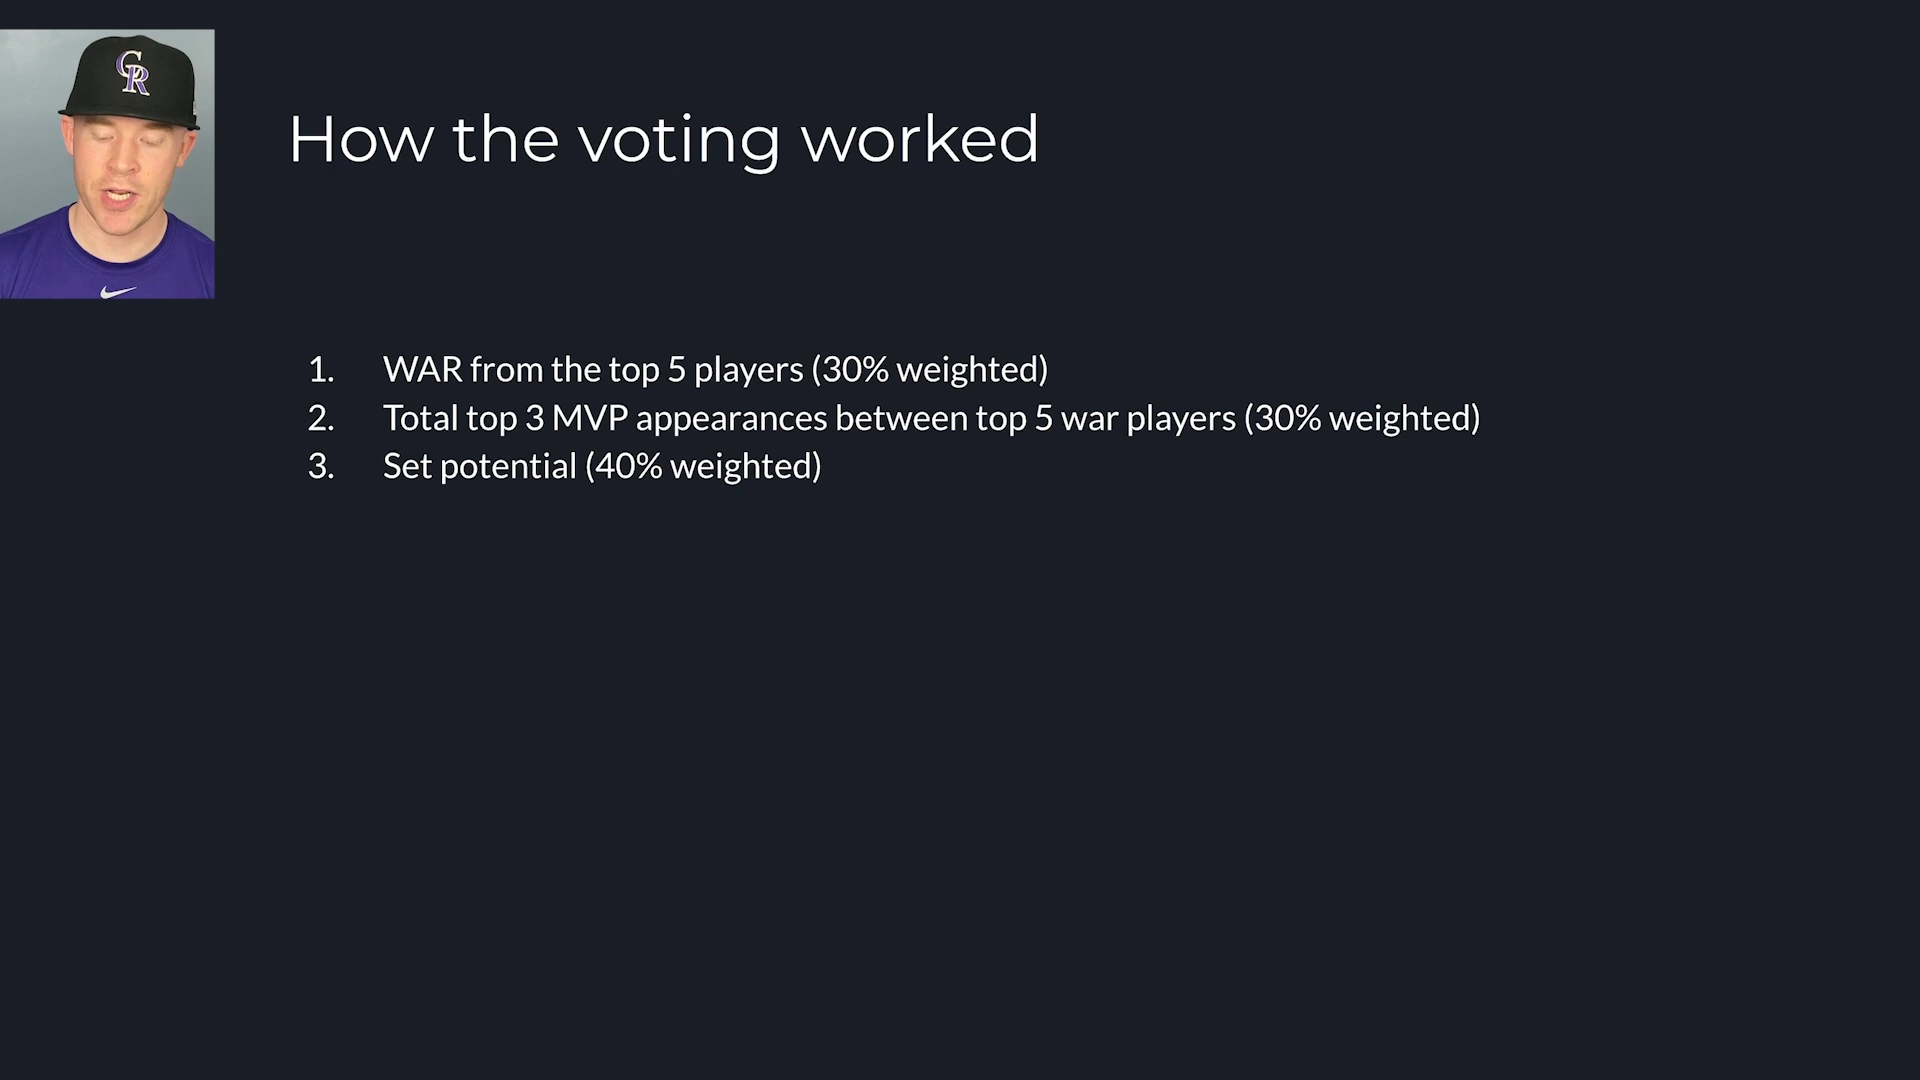 CR
How the voting worked
1. WAR from the top 5 players (30% weighted)
2. Total top 3 MVP appearances between top 5 war players (30% weighted)
3. Set potential (40% weighted)